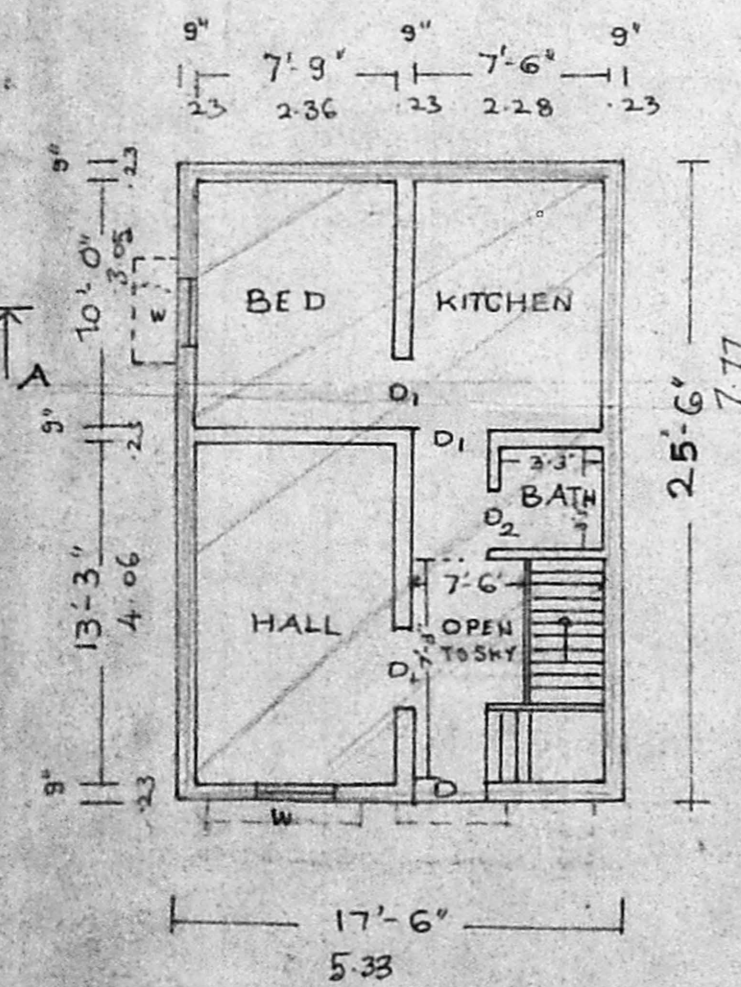 9" 9" 9"
7'-9" 7'-6"
.23 2.36 .23 2.28 .23
9" .23
10'-0" 3.05
W
BED KITCHEN
A
D1
9" .23
D1
3'-3"
BATH
D2
25'-6"
7.77
7'-6"
13'-3" 4.06
HALL
OPEN
TO SKY
D1
9" .23
D
W
17'-6"
5.33